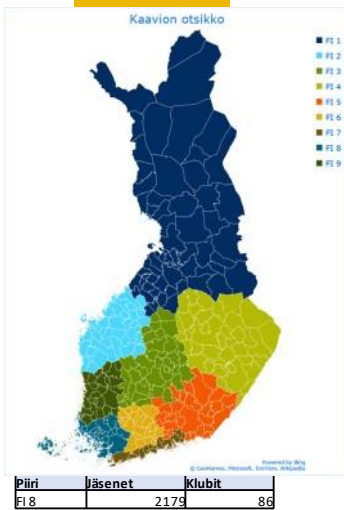 Kaavion otsikko
FI 1
FI 2
FI 3
FI 4
FI 5
FI 6
FI 7
FI 8
FI 9
Powered by Bing
© GeoNames, Microsoft, TomTom, Wikipedia
Piiri Jäsenet Klubit
FI 8 2179 86